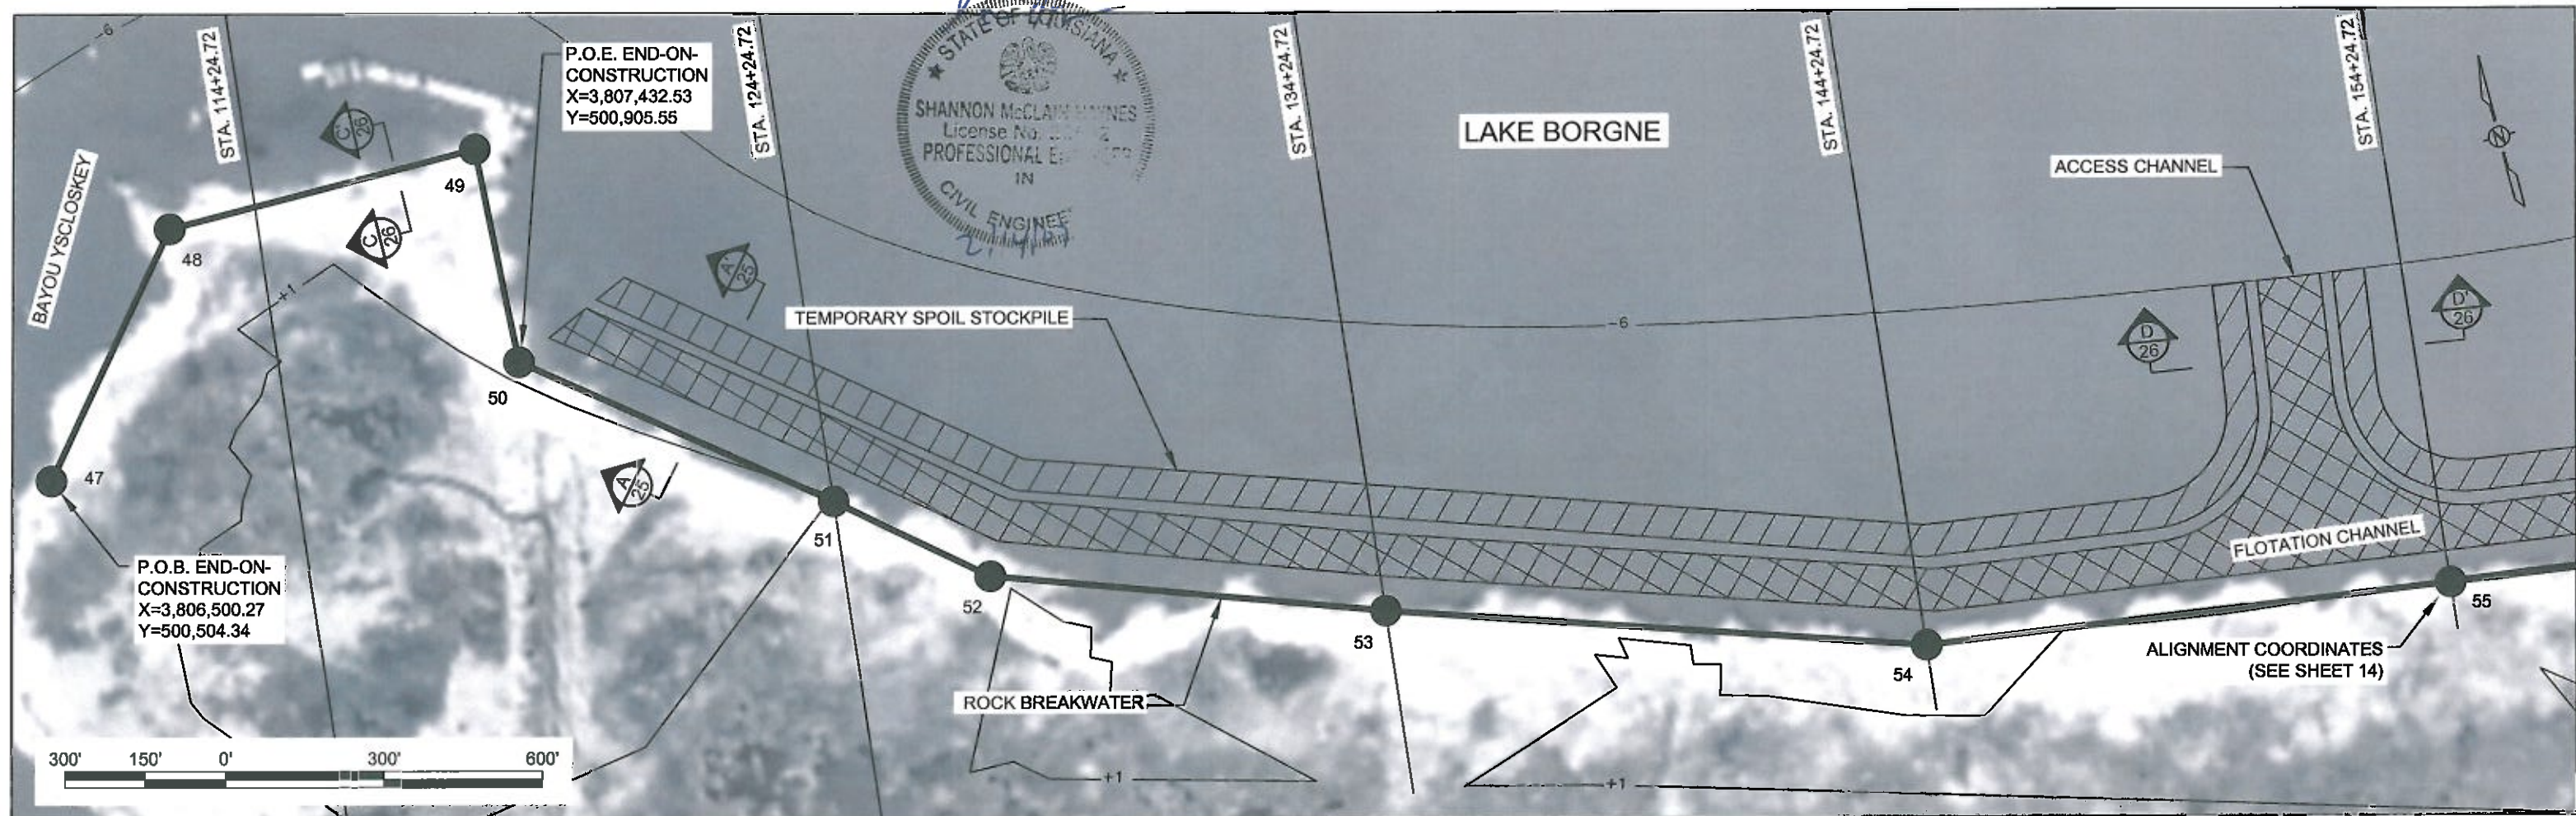 -6
STA. 114+24.72
P.O.E. END-ON-
CONSTRUCTION
X=3,807,432.53
Y=500,905.55
STA. 124+24.72
STATE OF LOUISIANA
SHANNON McCLAIN HAYNES
License No.
PROFESSIONAL
IN
CIVIL
STA. 134+24.72
LAKE BORGNE
STA. 144+24.72
STA. 154+24.72
N
ACCESS CHANNEL
BAYOU YSCLOSKEY
C'
26
49
C
26
48
+1
A'
25
TEMPORARY SPOIL STOCKPILE
-6
D
26
D'
26
50
47
A
25
51
FLOTATION CHANNEL
P.O.B. END-ON-
CONSTRUCTION
X=3,806,500.27
Y=500,504.34
52
53
54
55
ALIGNMENT COORDINATES
(SEE SHEET 14)
ROCK BREAKWATER
300' 150' 0' 300' 600'
+1
+1